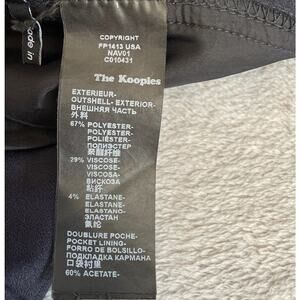 made in
COPYRIGHT
FP1413 USA
NAV01
C010431
The Kooples
EXTERIEUR-
OUTSHELL- EXTERIOR-
ВНЕШНЯЯ ЧАСТЬ
外料
67% POLYESTER-
POLYESTER-
POLIÉSTER-
ПОЛИЭСТЕР
聚酯纤维
29% VISCOSE-
VISCOSE-
VISCOSA-
ВИСКОЗА
粘纤
4% ELASTANE-
ELASTANE-
ELASTANO-
ЭЛАСТАН
氨纶
DOUBLURE POCHE-
POCKET LINING-
FORRO DE BOLSILLO-
ПОДКЛАДКА КАРМАНА
口袋衬里
60% ACETATE-